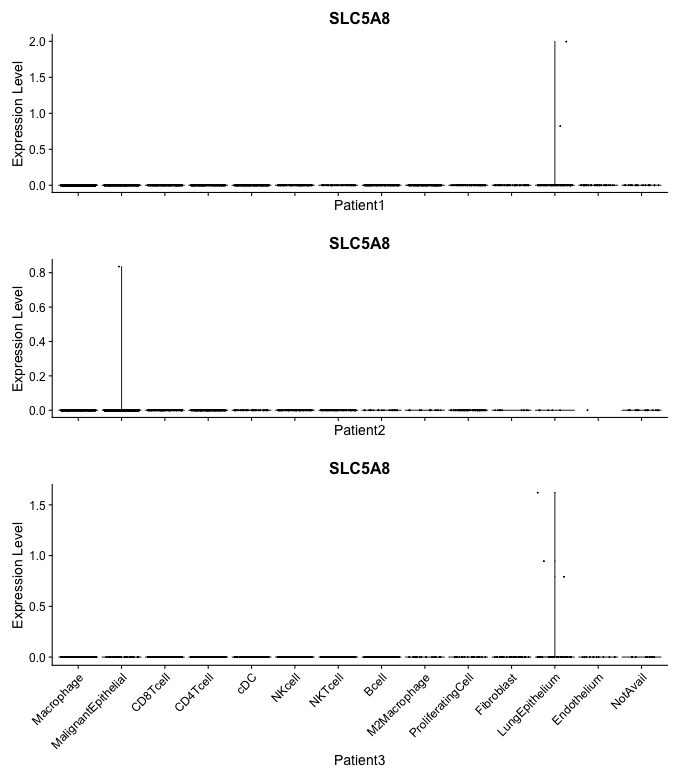 SLC5A8
Expression Level
2.0
1.5
1.0
0.5
0.0
Patient1
SLC5A8
Expression Level
0.8
0.6
0.4
0.2
0.0
Patient2
SLC5A8
Expression Level
1.5
1.0
0.5
0.0
Macrophage
MalignantEpithelial
CD8Tcell
CD4Tcell
cDC
NKcell
NKTcell
Bcell
M2Macrophage
ProliferatingCell
Fibroblast
LungEpithelium
Endothelium
NotAvail
Patient3